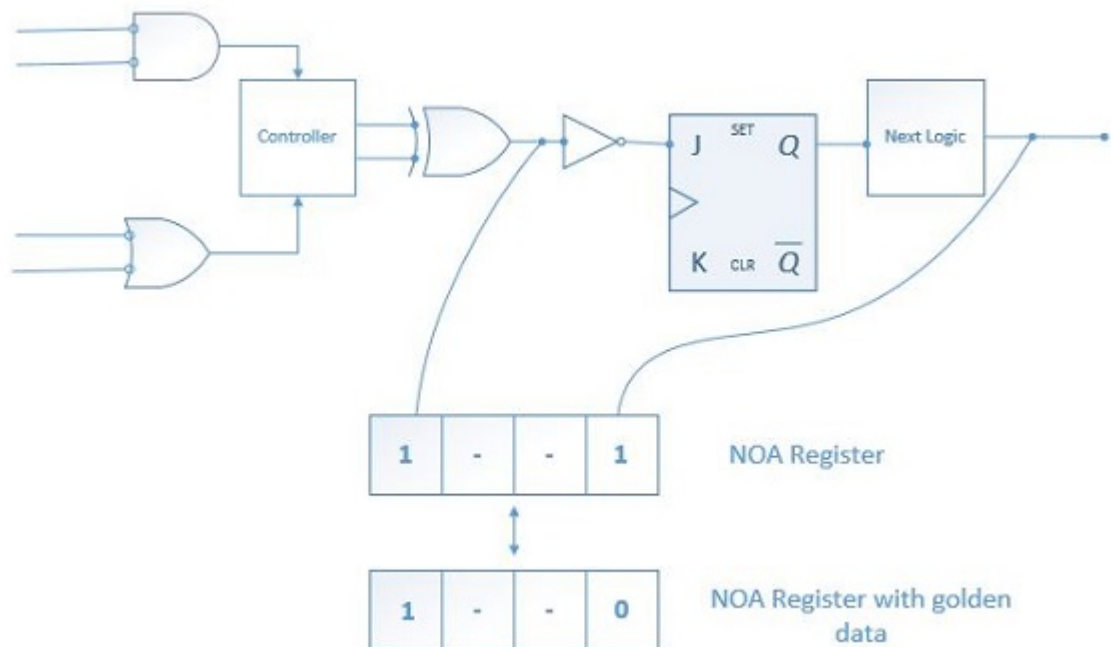 Controller
J SET Q
K CLR Q̅
Next Logic
1 - - 1
NOA Register
1 - - 0
NOA Register with golden
data